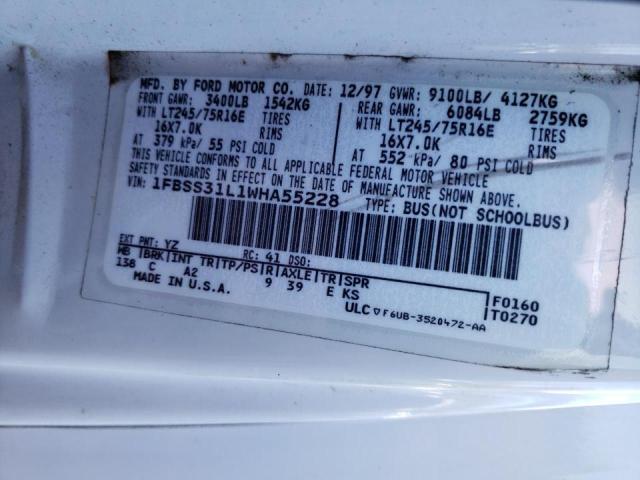 MFD. BY FORD MOTOR CO. DATE: 12/97 GVWR: 9100LB/ 4127KG
FRONT GAWR: 3400LB 1542KG REAR GAWR: 6084LB 2759KG
WITH LT245/75R16E TIRES WITH LT245/75R16E TIRES
16X7.0K RIMS 16X7.0K RIMS
AT 379 kPa/ 55 PSI COLD AT 552 kPa/ 80 PSI COLD
THIS VEHICLE CONFORMS TO ALL APPLICABLE FEDERAL MOTOR VEHICLE
SAFETY STANDARDS IN EFFECT ON THE DATE OF MANUFACTURE SHOWN ABOVE.
VIN: 1FBSS31L1WHA55228 TYPE: BUS(NOT SCHOOLBUS)
EXT PNT: YZ RC: 41 DSO:
WB BRK INT TR TP/PS R AXLE TR SPR
138 C A2 9 39 E KS
MADE IN U.S.A.
F0160
T0270
ULC F6UB-3520472-AA